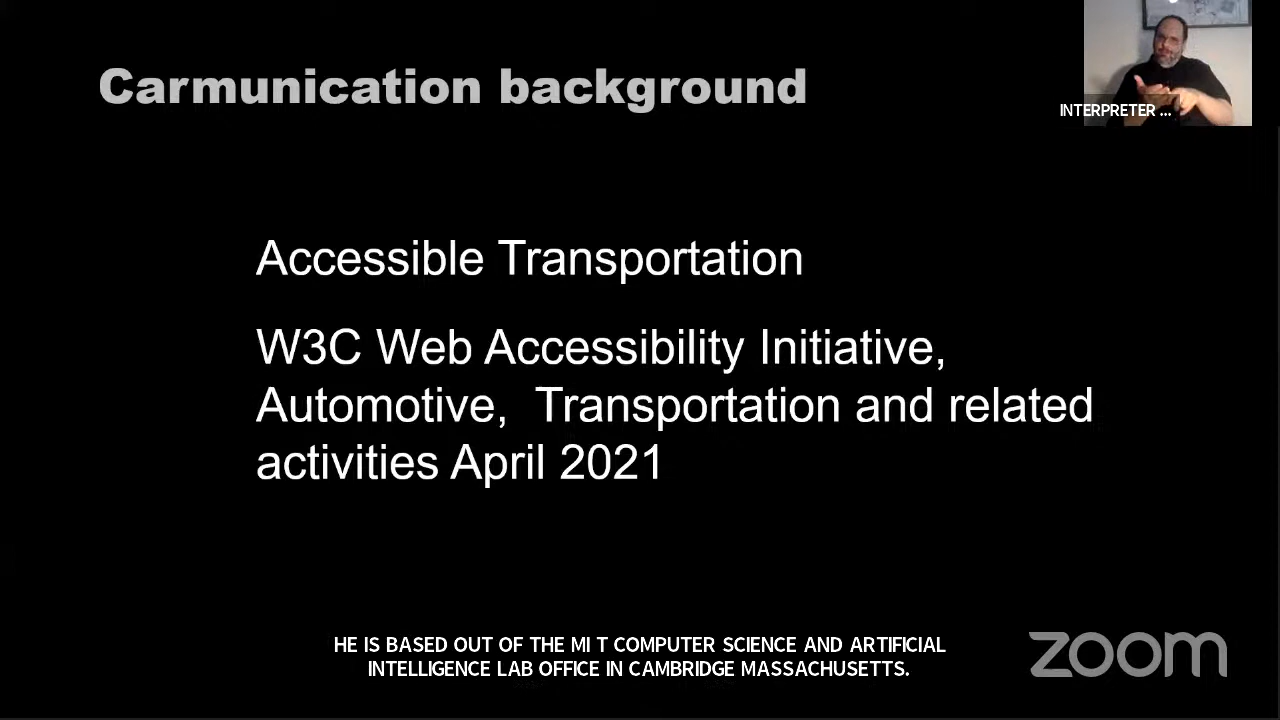 Carmunication background
INTERPRETER ...
Accessible Transportation
W3C Web Accessibility Initiative,
Automotive,  Transportation and related
activities April 2021
HE IS BASED OUT OF THE MI T COMPUTER SCIENCE AND ARTIFICIAL
INTELLIGENCE LAB OFFICE IN CAMBRIDGE MASSACHUSETTS.
zoom